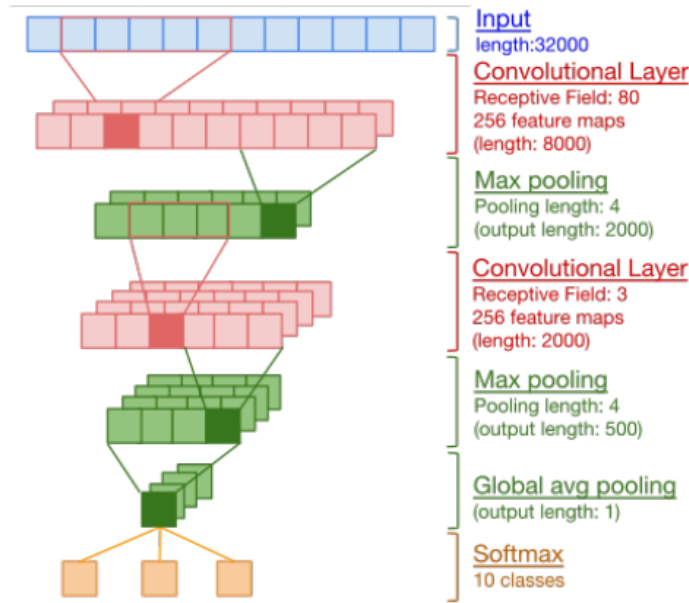 Input
length:32000
Convolutional Layer
Receptive Field: 80
256 feature maps
(length: 8000)
Max pooling
Pooling length: 4
(output length: 2000)
Convolutional Layer
Receptive Field: 3
256 feature maps
(length: 2000)
Max pooling
Pooling length: 4
(output length: 500)
Global avg pooling
(output length: 1)
Softmax
10 classes